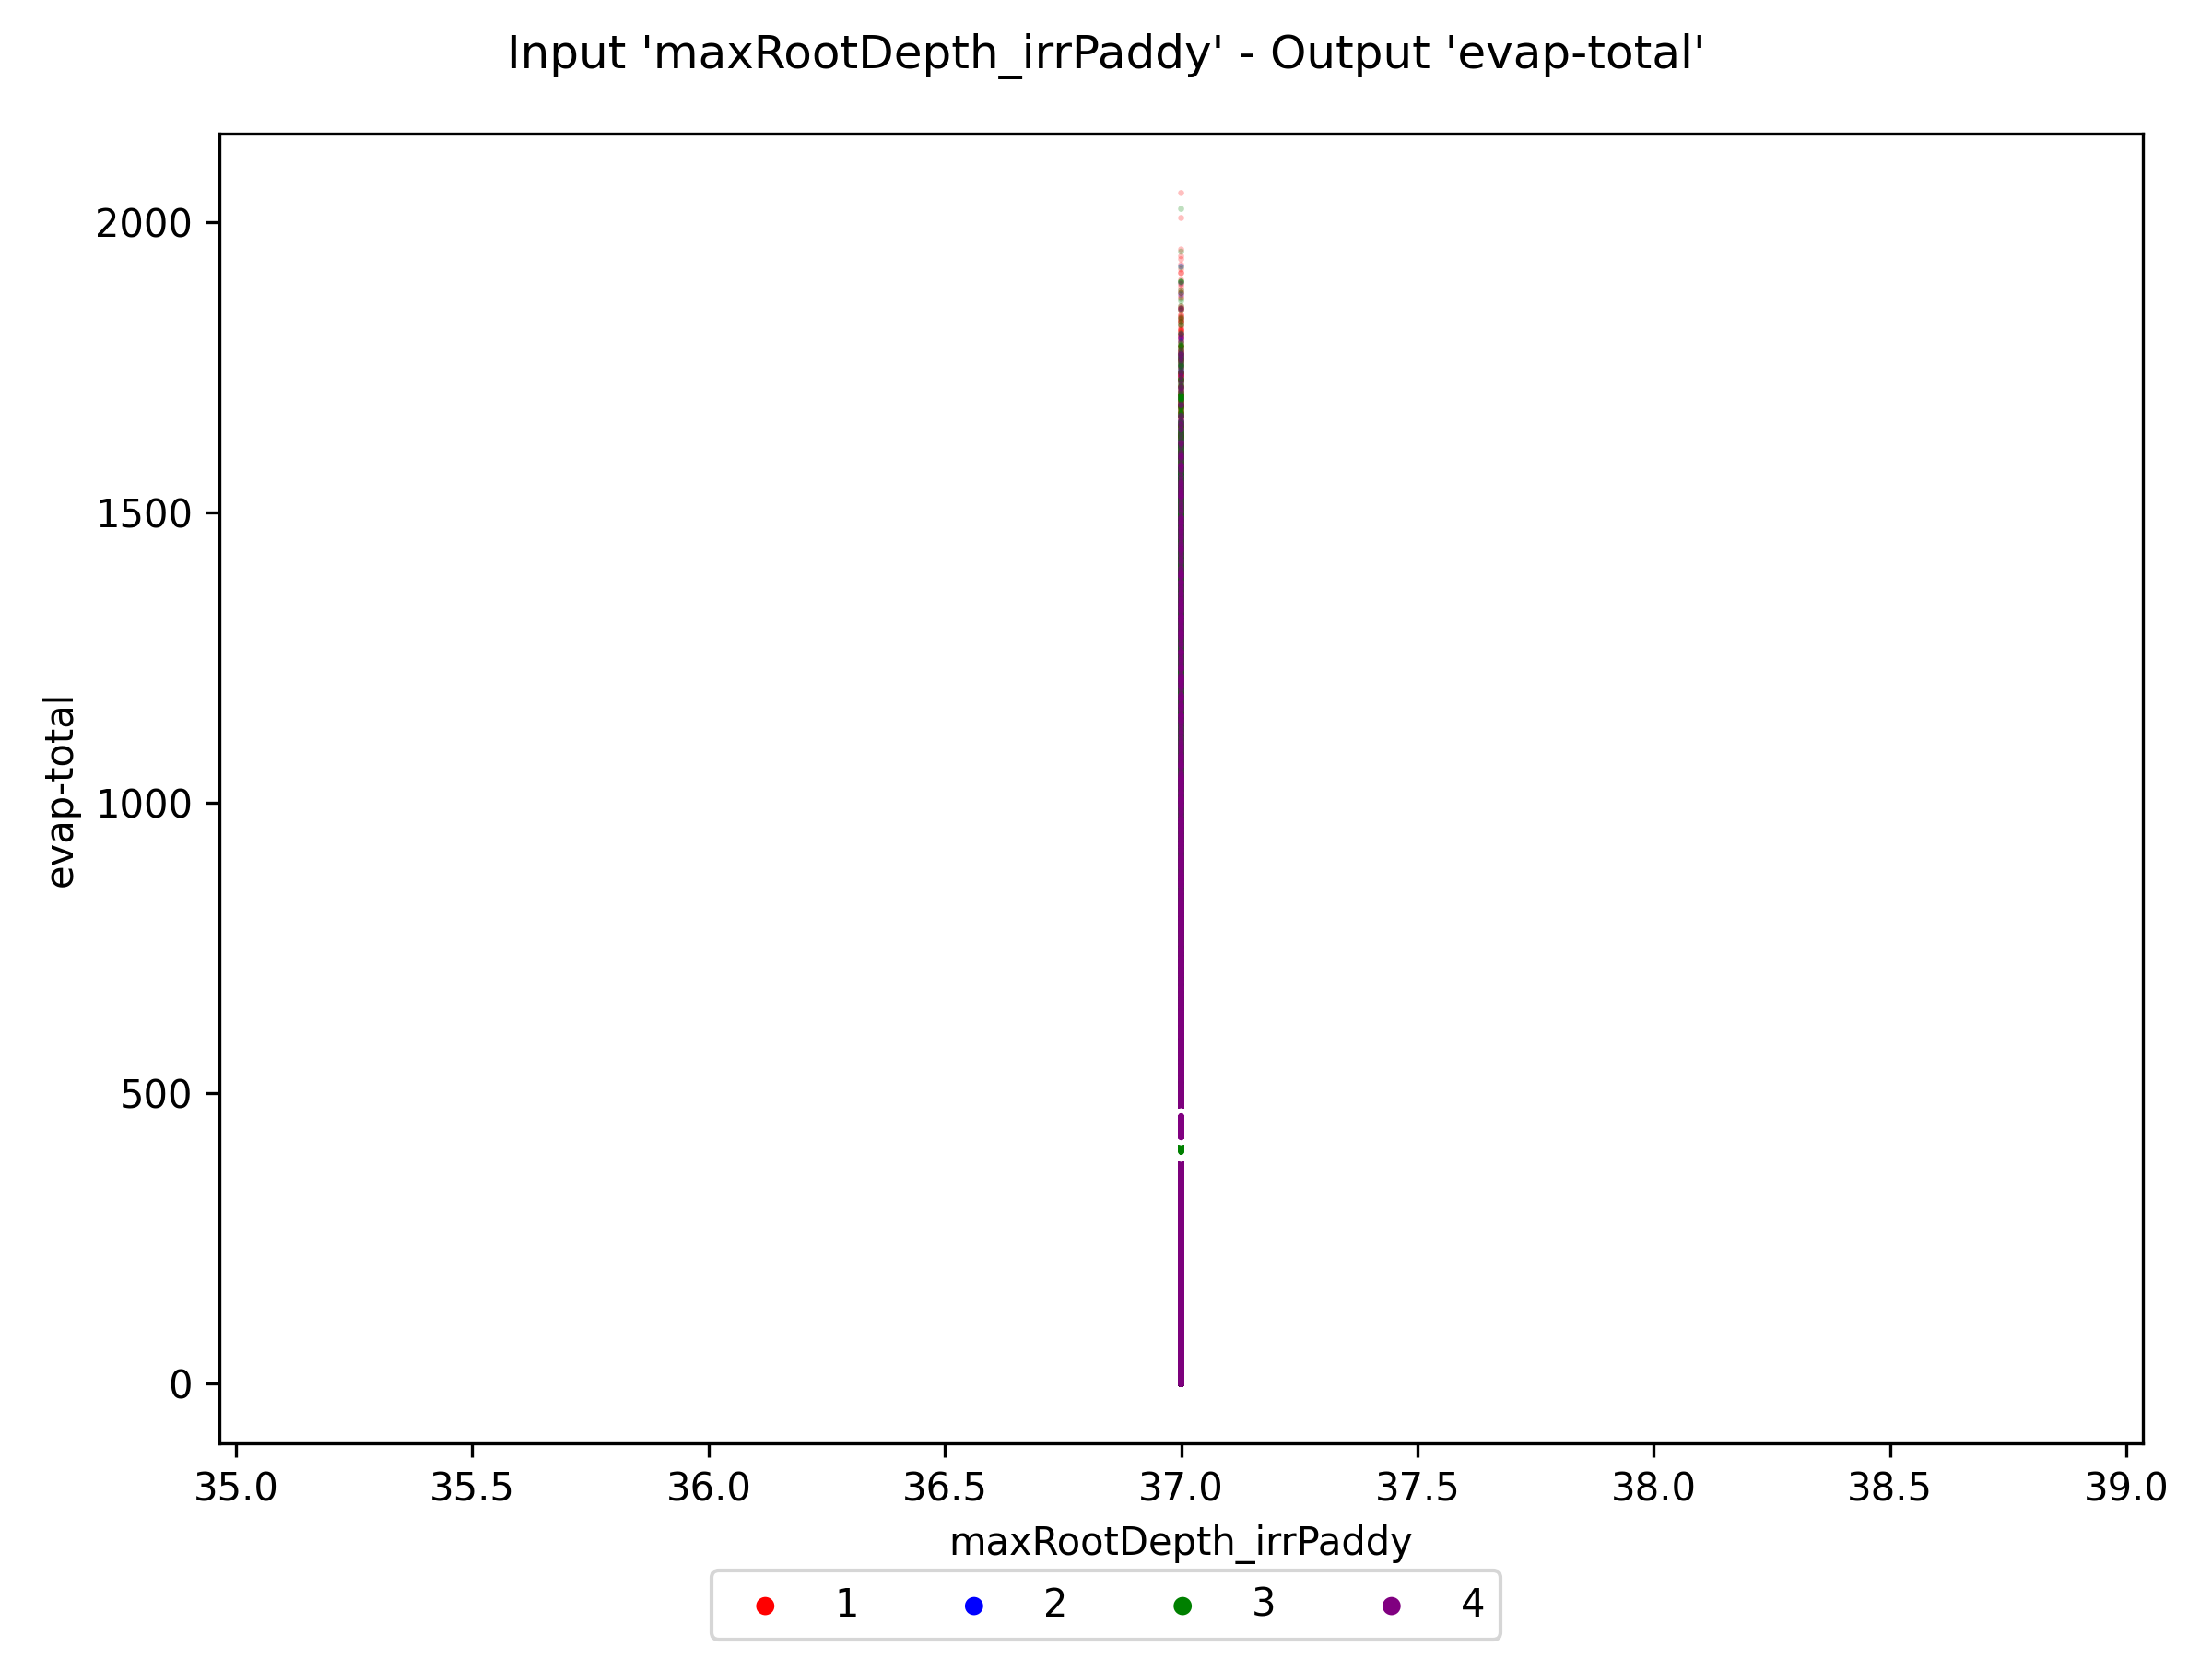 Input 'maxRootDepth_irrPaddy' - Output 'evap-total'
2000
1500
1000
500
0
evap-total
35.0 35.5 36.0 36.5 37.0 37.5 38.0 38.5 39.0
maxRootDepth_irrPaddy
1 2 3 4